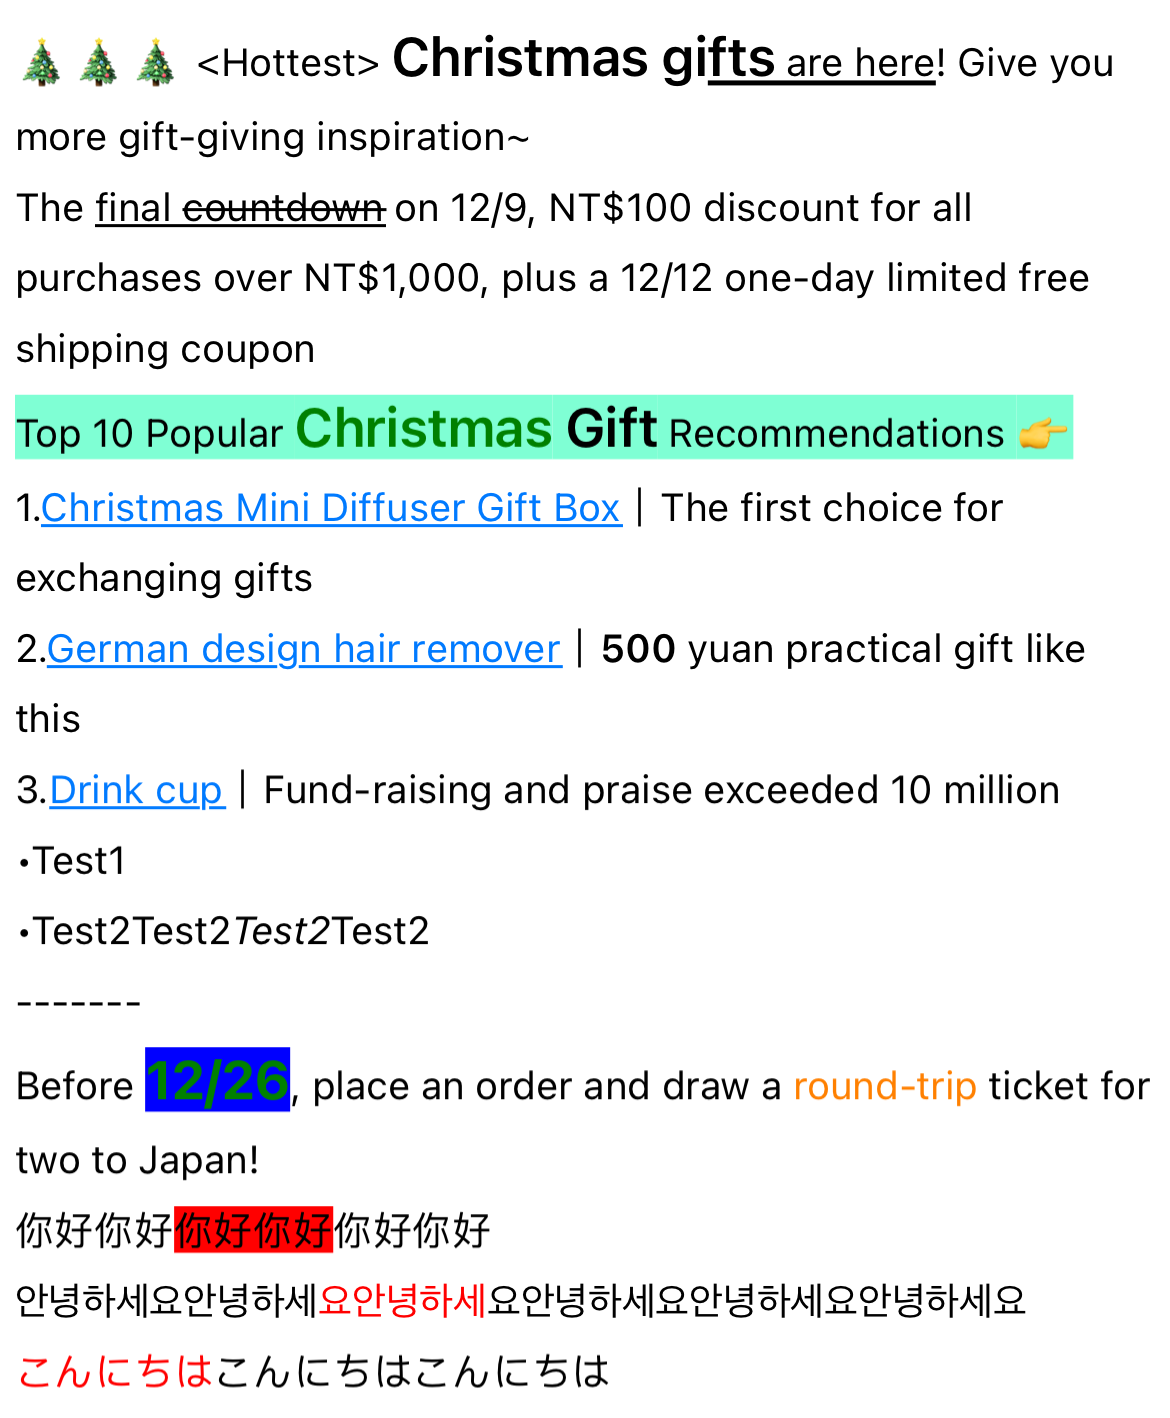 🎄🎄🎄 <Hottest> Christmas gifts are here! Give you
more gift-giving inspiration~
The final countdown on 12/9, NT$100 discount for all
purchases over NT$1,000, plus a 12/12 one-day limited free
shipping coupon
Top 10 Popular Christmas Gift Recommendations 👉
1.Christmas Mini Diffuser Gift Box｜The first choice for
exchanging gifts
2.German design hair remover｜500 yuan practical gift like
this
3.Drink cup｜Fund-raising and praise exceeded 10 million
•Test1
•Test2Test2Test2Test2
-------
Before 12/26, place an order and draw a round-trip ticket for
two to Japan!
你好你好你好你好你好你好
안녕하세요안녕하세요안녕하세요안녕하세요안녕하세요안녕하세요
こんにちはこんにちはこんにちは